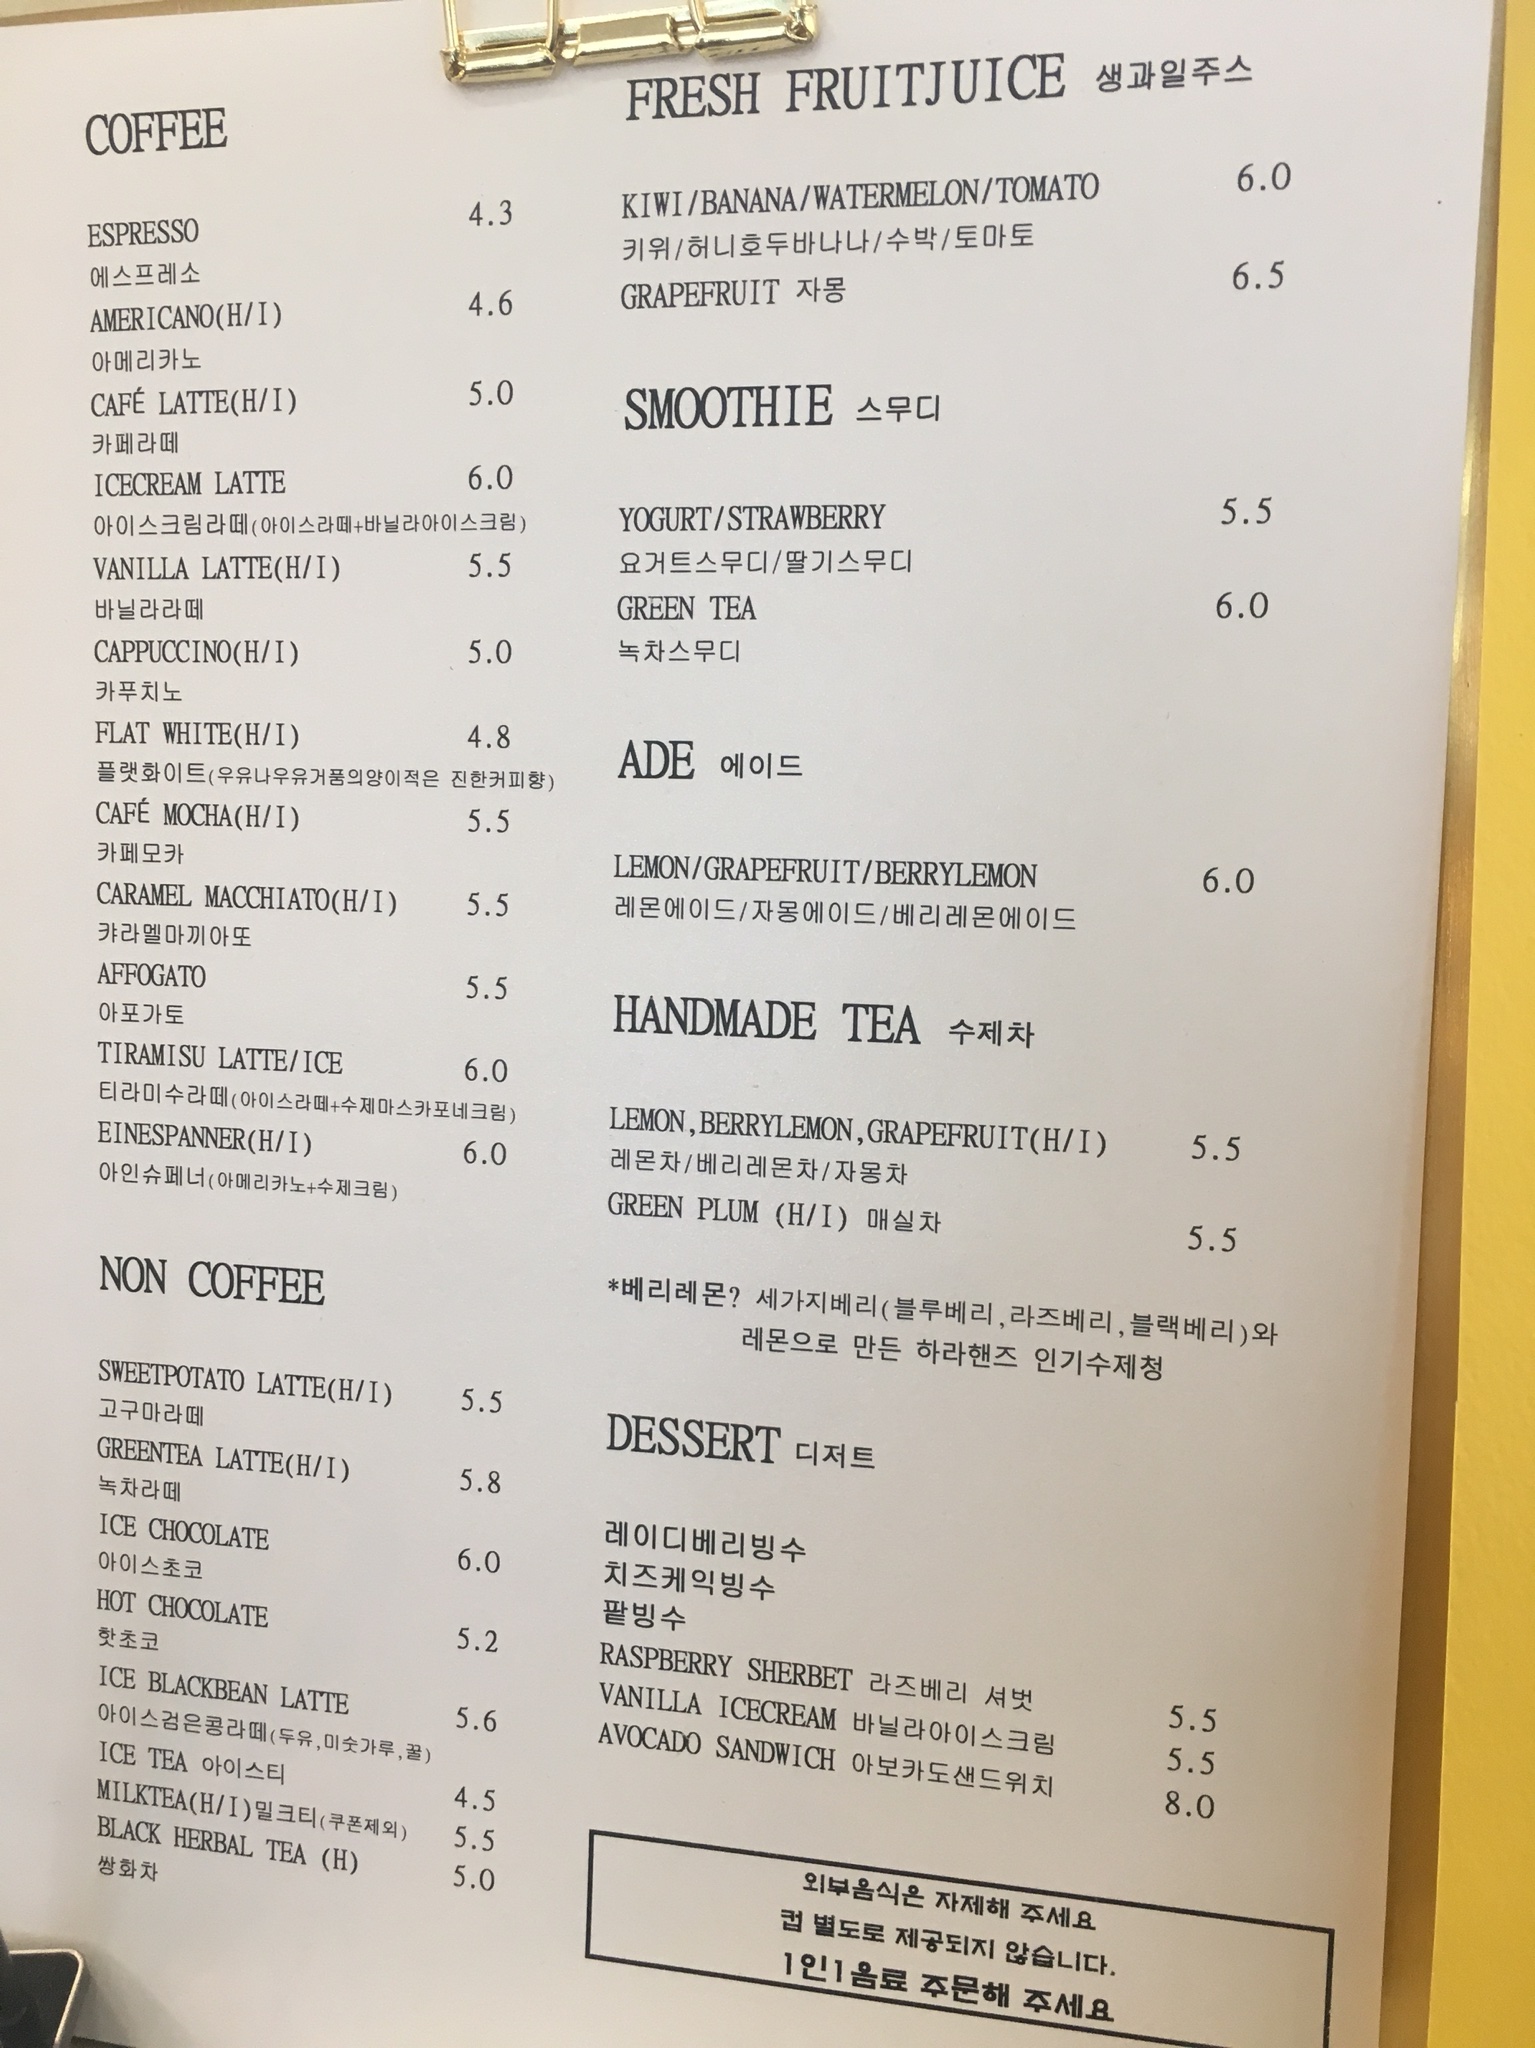 COFFEE
ESPRESSO 4.3
에스프레소
AMERICANO(H/I) 4.6
아메리카노
CAFÉ LATTE(H/I) 5.0
카페라떼
ICECREAM LATTE 6.0
아이스크림라떼(아이스라떼+바닐라아이스크림)
VANILLA LATTE(H/I) 5.5
바닐라라떼
CAPPUCCINO(H/I) 5.0
카푸치노
FLAT WHITE(H/I) 4.8
플랫화이트(우유나우유거품의양이적은 진한커피향)
CAFÉ MOCHA(H/I) 5.5
카페모카
CARAMEL MACCHIATO(H/I) 5.5
캬라멜마끼아또
AFFOGATO 5.5
아포가토
TIRAMISU LATTE/ICE 6.0
티라미수라떼(아이스라떼+수제마스카포네크림)
EINESPANNER(H/I) 6.0
아인슈페너(아메리카노+수제크림)
NON COFFEE
SWEETPOTATO LATTE(H/I) 5.5
고구마라떼
GREENTEA LATTE(H/I) 5.8
녹차라떼
ICE CHOCOLATE 6.0
아이스초코
HOT CHOCOLATE 5.2
핫초코
ICE BLACKBEAN LATTE 5.6
아이스검은콩라떼(두유,미숫가루,꿀)
ICE TEA 아이스티 4.5
MILKTEA(H/I)밀크티(쿠폰제외) 5.5
BLACK HERBAL TEA (H) 5.0
쌍화차
FRESH FRUITJUICE 생과일주스
KIWI/BANANA/WATERMELON/TOMATO 6.0
키위/허니호두바나나/수박/토마토
GRAPEFRUIT 자몽 6.5
SMOOTHIE 스무디
YOGURT/STRAWBERRY 5.5
요거트스무디/딸기스무디
GREEN TEA 6.0
녹차스무디
ADE 에이드
LEMON/GRAPEFRUIT/BERRYLEMON 6.0
레몬에이드/자몽에이드/베리레몬에이드
HANDMADE TEA 수제차
LEMON,BERRYLEMON,GRAPEFRUIT(H/I) 5.5
레몬차/베리레몬차/자몽차
GREEN PLUM (H/I) 매실차 5.5
*베리레몬? 세가지베리(블루베리,라즈베리,블랙베리)와
레몬으로 만든 하라핸즈 인기수제청
DESSERT 디저트
레이디베리빙수
치즈케익빙수
팥빙수
RASPBERRY SHERBET 라즈베리 셔벗 5.5
VANILLA ICECREAM 바닐라아이스크림 5.5
AVOCADO SANDWICH 아보카도샌드위치 8.0
외부음식은 자제해 주세요
컵 별도로 제공되지 않습니다.
1인1음료 주문해 주세요